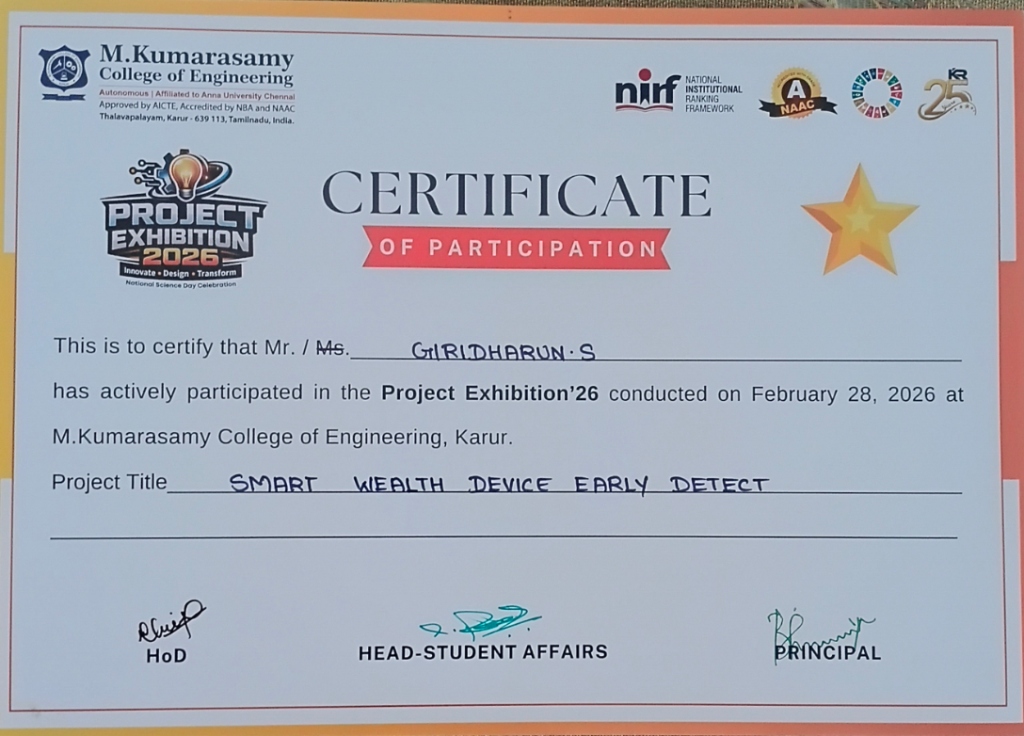 M.Kumarasamy
College of Engineering
Autonomous | Affiliated to Anna University Chennai
Approved by AICTE, Accredited by NBA and NAAC
Thalavapalayam, Karur - 639 113, Tamilnadu, India.
nirf NATIONAL
INSTITUTIONAL
RANKING
FRAMEWORK
A
NAAC
KR
25
PROJECT
EXHIBITION
2026
Innovate • Design • Transform
National Science Day Celebration
CERTIFICATE
OF PARTICIPATION
This is to certify that Mr. / Ms. GIRIDHARUN.S
has actively participated in the Project Exhibition’26 conducted on February 28, 2026 at
M.Kumarasamy College of Engineering, Karur.
Project Title SMART WEALTH DEVICE EARLY DETECT
HoD
HEAD-STUDENT AFFAIRS
PRINCIPAL